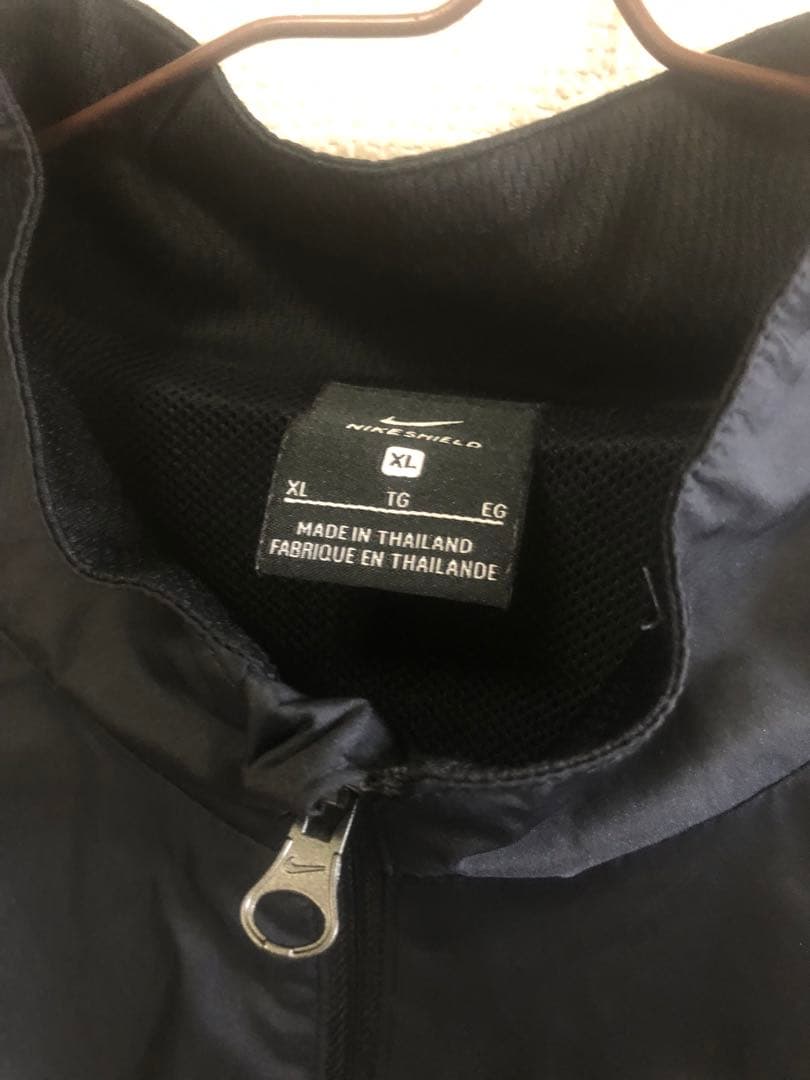 NIKESHIELD
XL
XL TG EG
MADE IN THAILAND
FABRIQUE EN THAILANDE